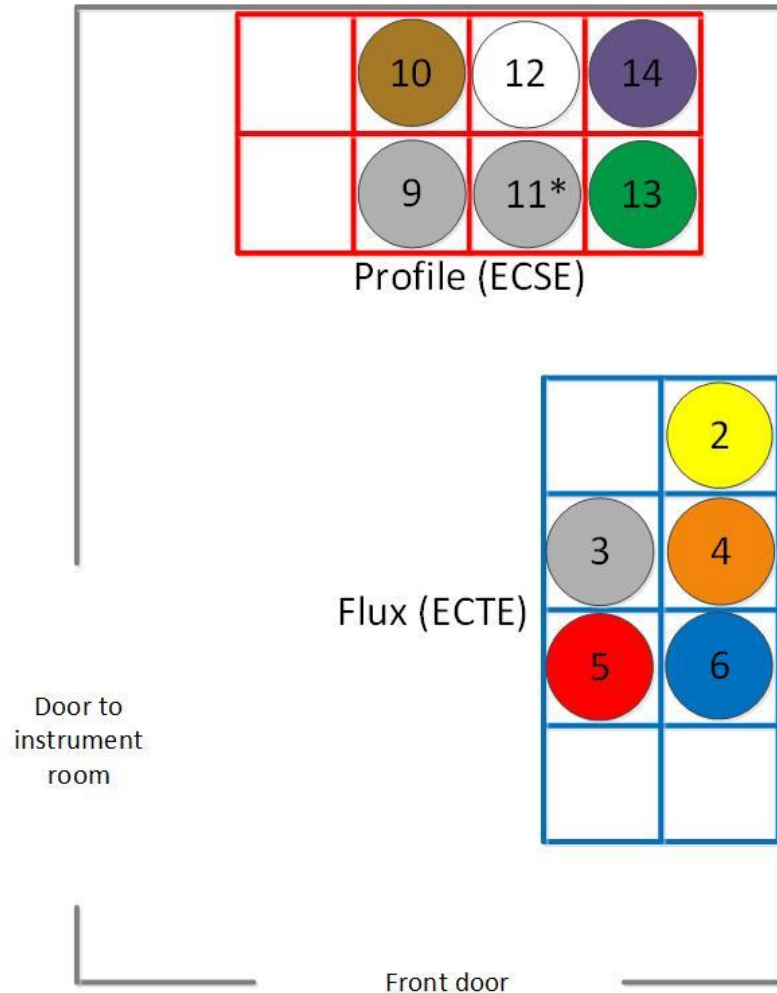 10 12 14
9 11* 13
Profile (ECSE)
2
3 4
Flux (ECTE)
5 6
Door to
instrument
room
Front door